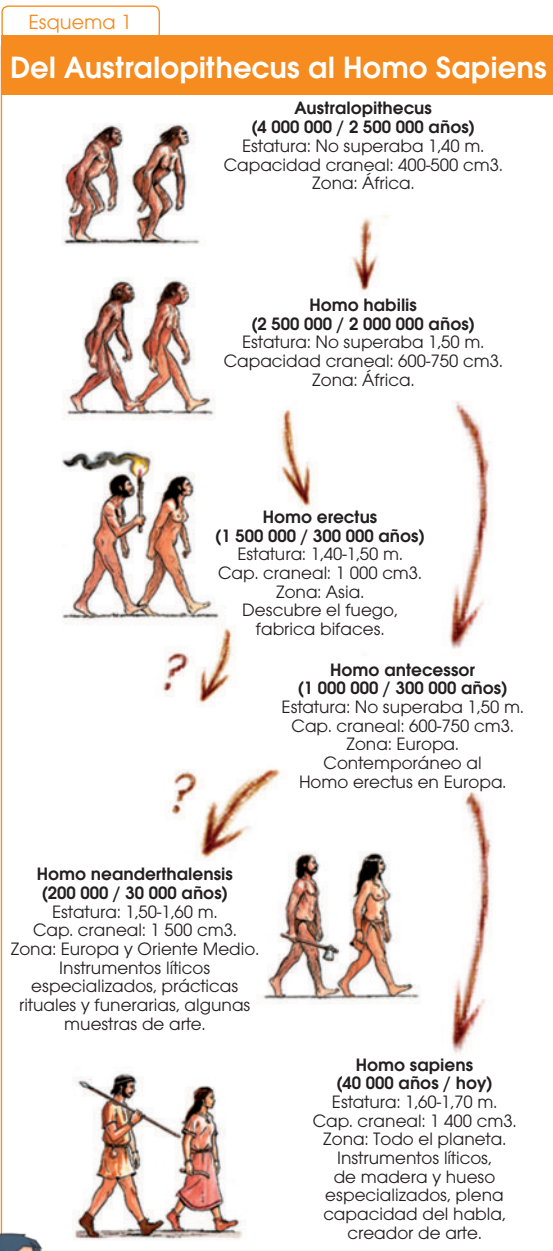 Esquema 1
Del Australopithecus al Homo Sapiens
Australopithecus
(4 000 000 / 2 500 000 años)
Estatura: No superaba 1,40 m.
Capacidad craneal: 400-500 cm3.
Zona: África.
Homo habilis
(2 500 000 / 2 000 000 años)
Estatura: No superaba 1,50 m.
Capacidad craneal: 600-750 cm3.
Zona: África.
Homo erectus
(1 500 000 / 300 000 años)
Estatura: 1,40-1,50 m.
Cap. craneal: 1 000 cm3.
Zona: Asia.
Descubre el fuego,
fabrica bifaces.
?
Homo antecessor
(1 000 000 / 300 000 años)
Estatura: No superaba 1,50 m.
Cap. craneal: 600-750 cm3.
Zona: Europa.
Contemporáneo al
Homo erectus en Europa.
?
Homo neanderthalensis
(200 000 / 30 000 años)
Estatura: 1,50-1,60 m.
Cap. craneal: 1 500 cm3.
Zona: Europa y Oriente Medio.
Instrumentos líticos
especializados, prácticas
rituales y funerarias, algunas
muestras de arte.
Homo sapiens
(40 000 años / hoy)
Estatura: 1,60-1,70 m.
Cap. craneal: 1 400 cm3.
Zona: Todo el planeta.
Instrumentos líticos,
de madera y hueso
especializados, plena
capacidad del habla,
creador de arte.